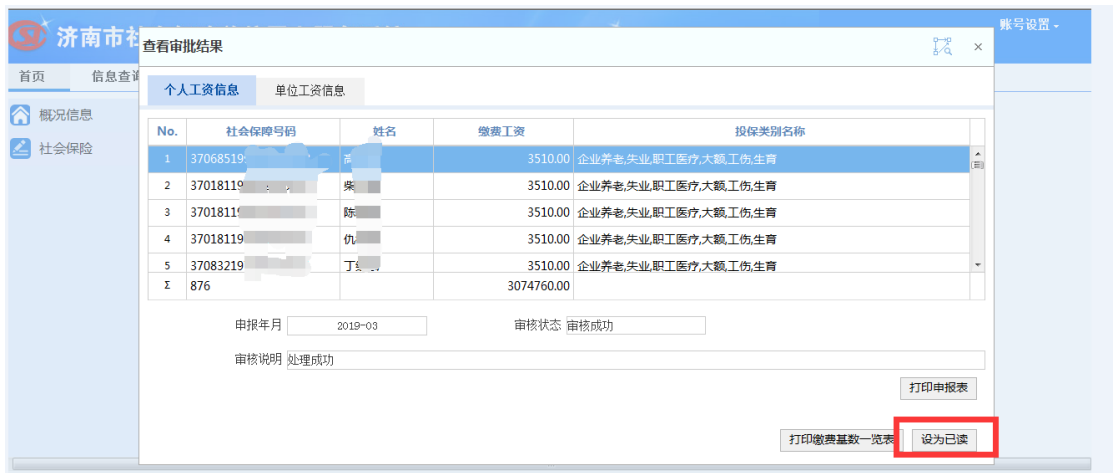 济南市社
账号设置
查看审批结果
首页 信息查询
个人工资信息 单位工资信息
概况信息
社会保险
No. 社会保障号码 姓名 缴费工资 投保类别名称
1 37068519 高 3510.00 企业养老,失业,职工医疗,大额,工伤,生育
2 37018119 柴 3510.00 企业养老,失业,职工医疗,大额,工伤,生育
3 3701811 陈 3510.00 企业养老,失业,职工医疗,大额,工伤,生育
4 37018119 仇 3510.00 企业养老,失业,职工医疗,大额,工伤,生育
5 37083219 丁 3510.00 企业养老,失业,职工医疗,大额,工伤,生育
Σ 876 3074760.00
申报年月 2019-03 审核状态 审核成功
审核说明 处理成功
打印申报表
打印缴费基数一览表 设为已读